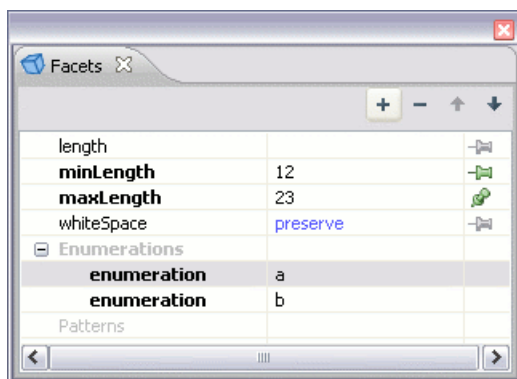 Facets
length
minLength 12
maxLength 23
whiteSpace preserve
Enumerations
enumeration a
enumeration b
Patterns